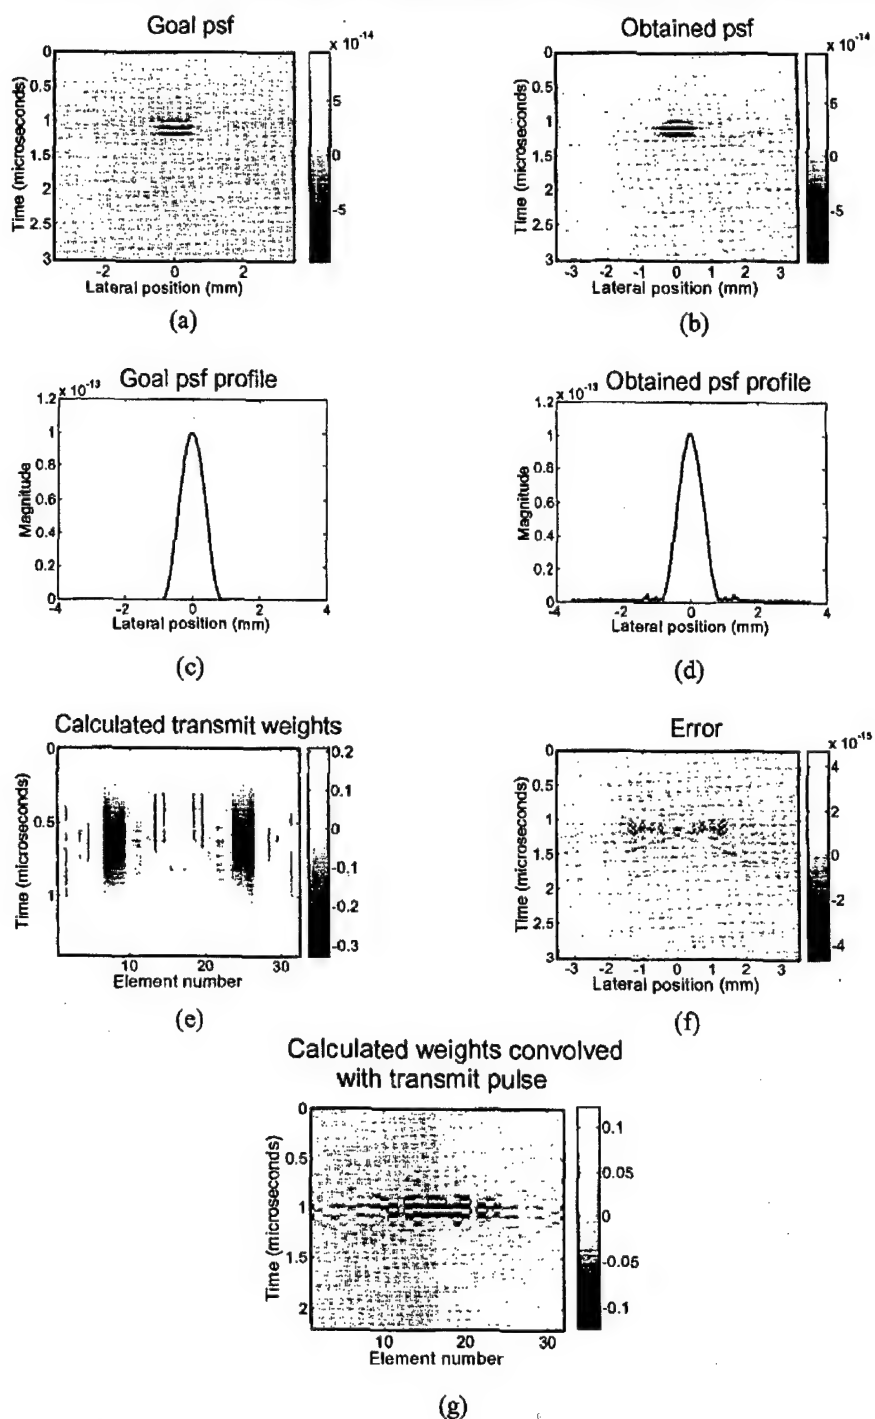 Goal psf
x 10-14
0
0.5
1
1.5
2
2.5
3
Time (microseconds)
5
0
-5
-2 0 2
Lateral position (mm)
(a)
Obtained psf
x 10-14
0
0.5
1
1.5
2
2.5
3
Time (microseconds)
5
0
-5
-3 -2 -1 0 1 2 3
Lateral position (mm)
(b)
Goal psf profile
x 10-13
1.2
1
0.8
0.6
0.4
0.2
0
Magnitude
-4 -2 0 2 4
Lateral position (mm)
(c)
Obtained psf profile
x 10-13
1.2
1
0.8
0.6
0.4
0.2
0
Magnitude
-4 -2 0 2 4
Lateral position (mm)
(d)
Calculated transmit weights
0
0.5
1
Time (microseconds)
0.2
0.1
0
-0.1
-0.2
-0.3
10 20 30
Element number
(e)
Error
x 10-15
0
0.5
1
1.5
2
2.5
3
Time (microseconds)
4
2
0
-2
-4
-3 -2 -1 0 1 2 3
Lateral position (mm)
(f)
Calculated weights convolved
with transmit pulse
0
0.5
1
1.5
2
Time (microseconds)
0.1
0.05
0
-0.05
-0.1
10 20 30
Element number
(g)